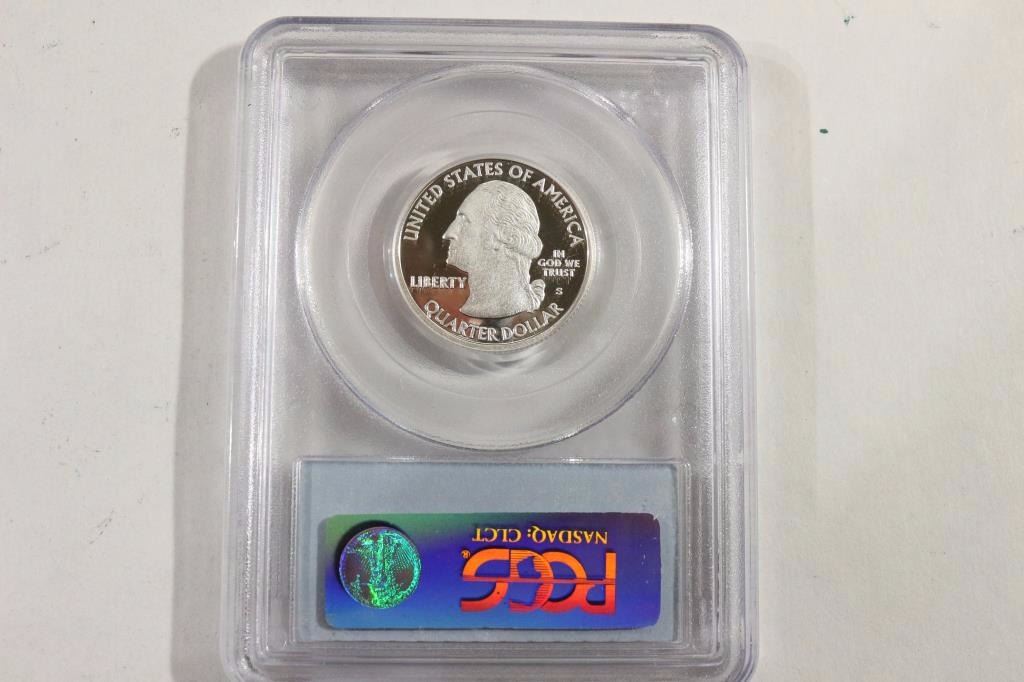 UNITED STATES OF AMERICA
LIBERTY
IN
GOD WE
TRUST
S
QUARTER DOLLAR
NASDAQ: CLCT
PCGS®